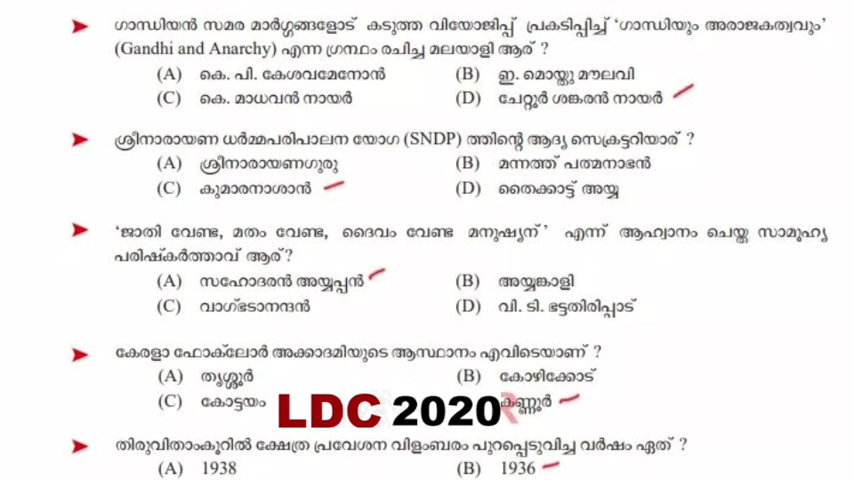 ഗാന്ധിയൻ സമര മാർഗ്ഗങ്ങളോട് കടുത്ത വിയോജിപ്പ് പ്രകടിപ്പിച്ച് ‘ഗാന്ധിയും അരാജകത്വവും’
(Gandhi and Anarchy) എന്ന ഗ്രന്ഥം രചിച്ച മലയാളി ആര് ?
(A) കെ. പി. കേശവമേനോൻ (B) ഇ. മൊയ്തു മൗലവി
(C) കെ. മാധവൻ നായർ (D) ചേറ്റൂർ ശങ്കരൻ നായർ
ശ്രീനാരായണ ധർമ്മപരിപാലന യോഗ (SNDP) ത്തിന്റെ ആദ്യ സെക്രട്ടറിയാര് ?
(A) ശ്രീനാരായണഗുരു (B) മന്നത്ത് പത്മനാഭൻ
(C) കുമാരനാശാൻ (D) തൈക്കാട്ട് അയ്യ
‘ജാതി വേണ്ട, മതം വേണ്ട, ദൈവം വേണ്ട മനുഷ്യന്’ എന്ന് ആഹ്വാനം ചെയ്ത സാമൂഹ്യ
പരിഷ്കർത്താവ് ആര്?
(A) സഹോദരൻ അയ്യപ്പൻ (B) അയ്യങ്കാളി
(C) വാഗ്ഭടാനന്ദൻ (D) വി. ടി. ഭട്ടതിരിപ്പാട്
കേരളാ ഫോക്‌ലോർ അക്കാദമിയുടെ ആസ്ഥാനം എവിടെയാണ് ?
(A) തൃശ്ശൂർ (B) കോഴിക്കോട്
(C) കോട്ടയം LDC 2020 കണ്ണൂർ
തിരുവിതാംകൂറിൽ ക്ഷേത്ര പ്രവേശന വിളംബരം പുറപ്പെടുവിച്ച വർഷം ഏത് ?
(A) 1938 (B) 1936